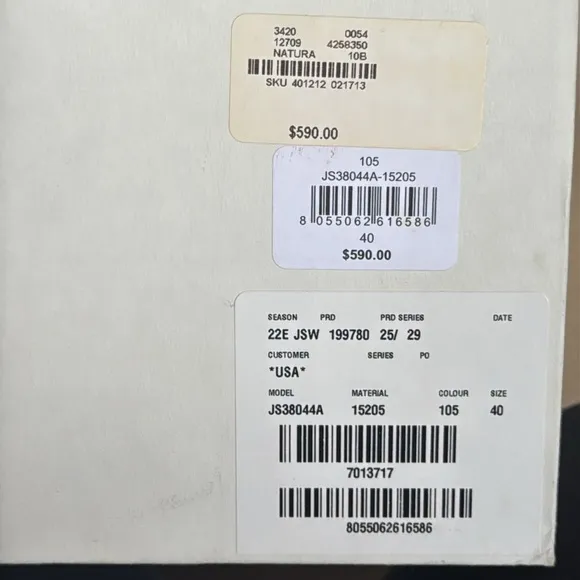 3420 0054
12709 4258350
NATURA 10B
SKU 401212 021713
$590.00
105
JS38044A-15205
8 055062 616586
40
$590.00
SEASON PRD PRD SERIES DATE
22E JSW 199780 25/ 29
CUSTOMER SERIES PO
*USA*
MODEL MATERIAL COLOUR SIZE
JS38044A 15205 105 40
7013717
8055062616586